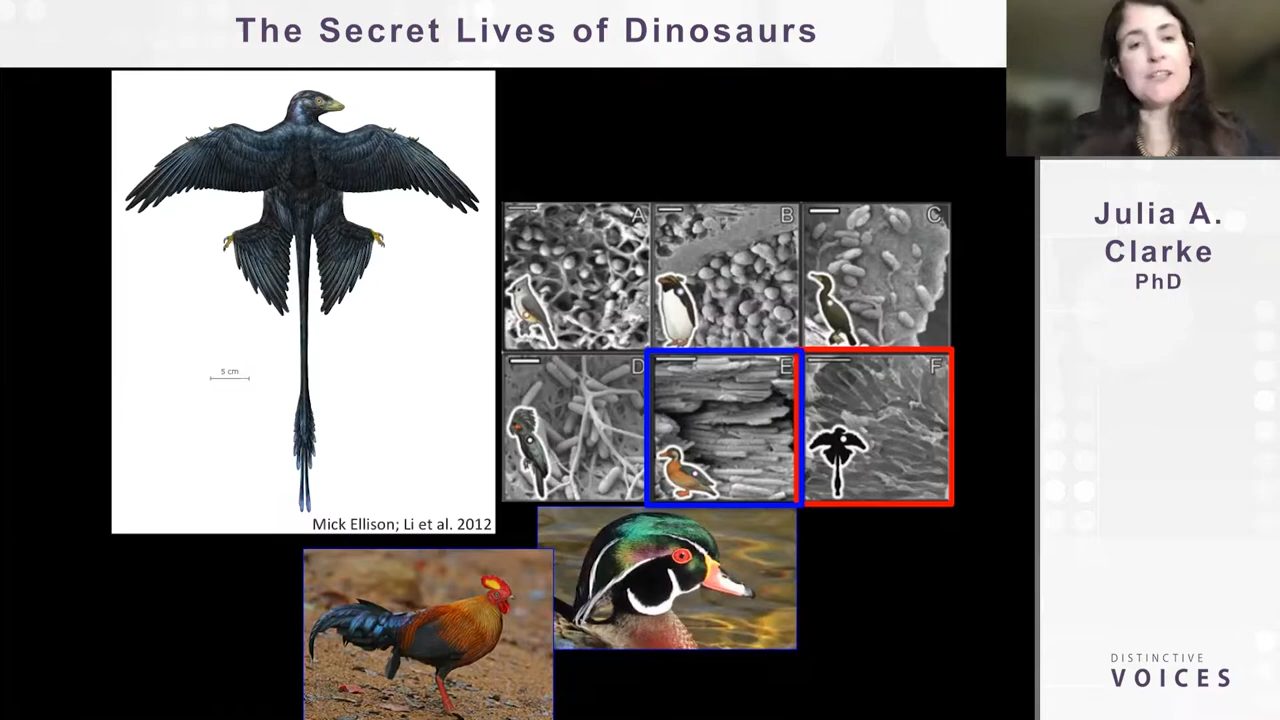 The Secret Lives of Dinosaurs
5 cm
Mick Ellison; Li et al. 2012
A
B
C
D
E
F
Julia A.
Clarke
PhD
DISTINCTIVE
VOICES